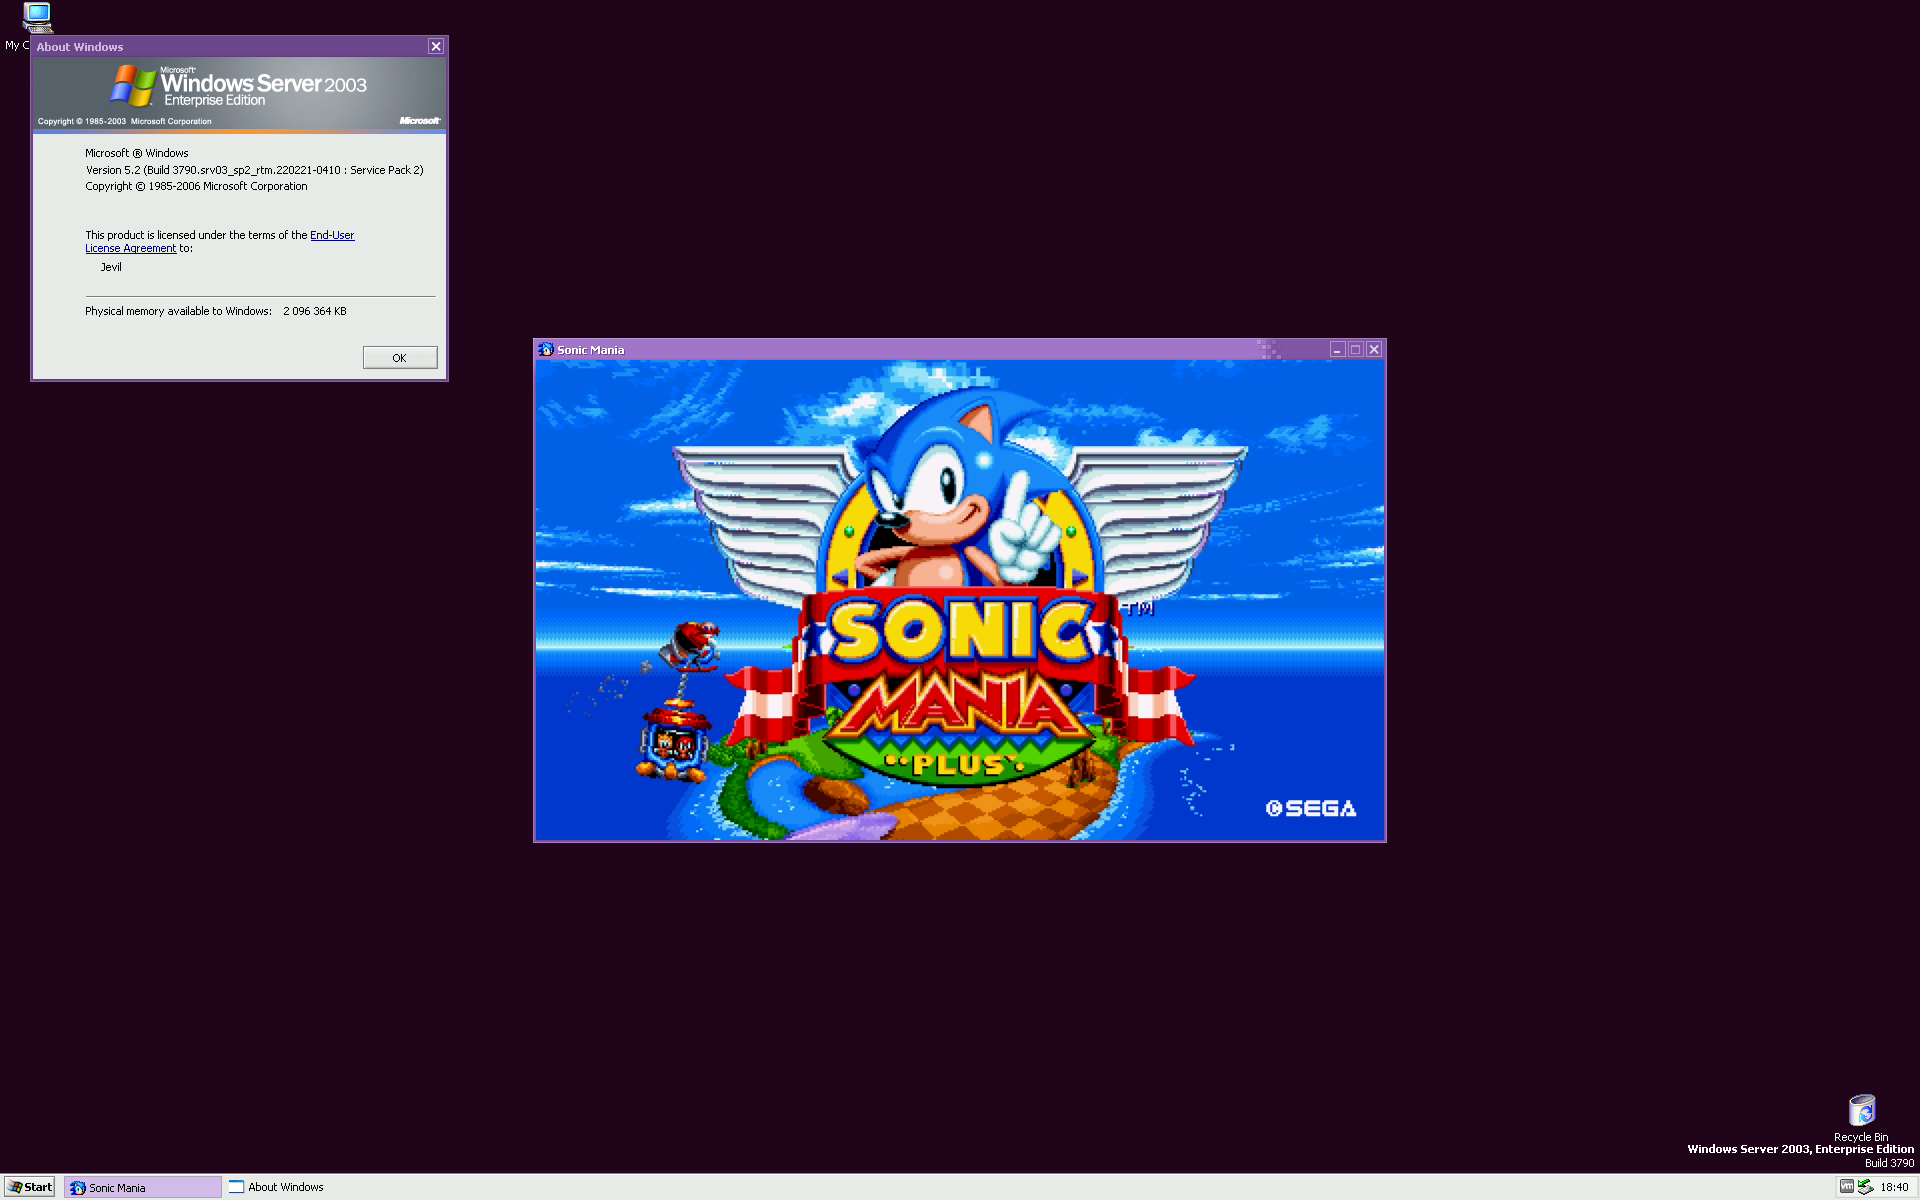 My C
About Windows
Microsoft®
Windows Server 2003
Enterprise Edition
Copyright © 1985-2003 Microsoft Corporation
Microsoft®
Microsoft ® Windows
Version 5.2 (Build 3790.srv03_sp2_rtm.220221-0410 : Service Pack 2)
Copyright © 1985-2006 Microsoft Corporation
This product is licensed under the terms of the End-User
License Agreement to:
Jevil
Physical memory available to Windows: 2 096 364 KB
OK
Sonic Mania
SONIC
TM
MANIA
PLUS
©SEGA
Recycle Bin
Windows Server 2003, Enterprise Edition
Build 3790
Start
Sonic Mania
About Windows
vm
18:40